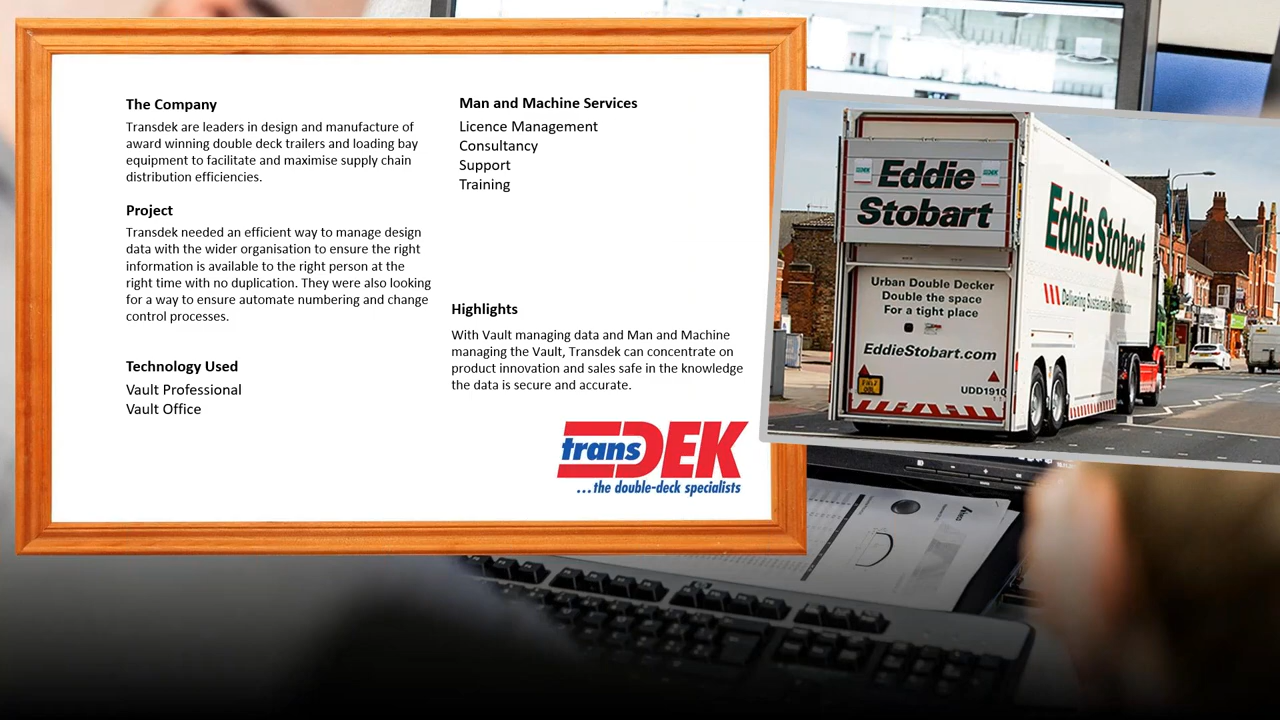 The Company
Transdek are leaders in design and manufacture of
award winning double deck trailers and loading bay
equipment to facilitate and maximise supply chain
distribution efficiencies.
Project
Transdek needed an efficient way to manage design
data with the wider organisation to ensure the right
information is available to the right person at the
right time with no duplication. They were also looking
for a way to ensure automate numbering and change
control processes.
Technology Used
Vault Professional
Vault Office
Man and Machine Services
Licence Management
Consultancy
Support
Training
Highlights
With Vault managing data and Man and Machine
managing the Vault, Transdek can concentrate on
product innovation and sales safe in the knowledge
the data is secure and accurate.
transDEK
...the double-deck specialists
Eddie
Stobart
Urban Double Decker
Double the space
For a tight place
EddieStobart.com
UDD1910
Eddie Stobart
Delivering Sustainable Distribution